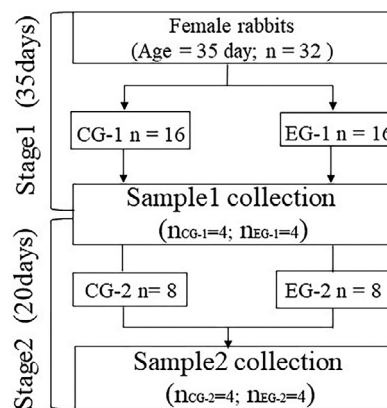 Stage1 (35days)
Female rabbits
(Age = 35 day; n = 32 )
CG-1 n = 16
EG-1 n = 16
Sample1 collection
(nCG-1=4; nEG-1=4)
Stage2 (20days)
CG-2 n= 8
EG-2 n = 8
Sample2 collection
(nCG-2=4; nEG-2=4)